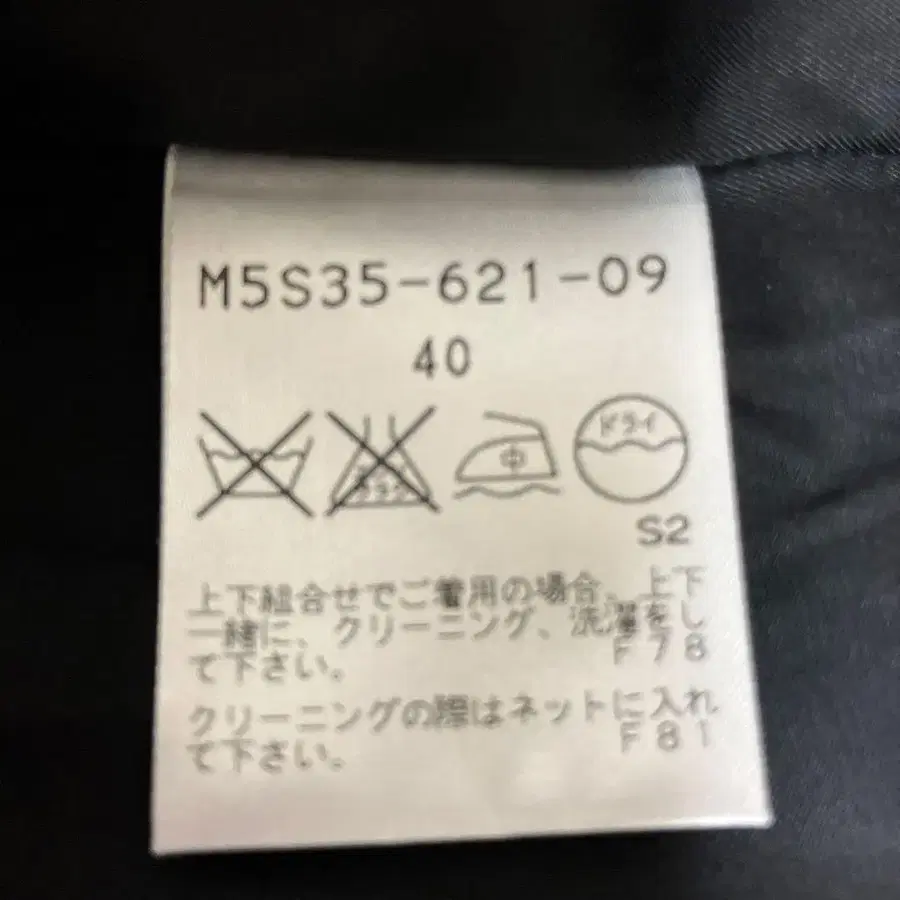 M5S35-621-09
40
中
ドライ
S2
上下組合せでご着用の場合、上下
一緒に、クリーニング、洗濯をし
て下さい。 F78
クリーニングの際はネットに入れ
て下さい。 F81